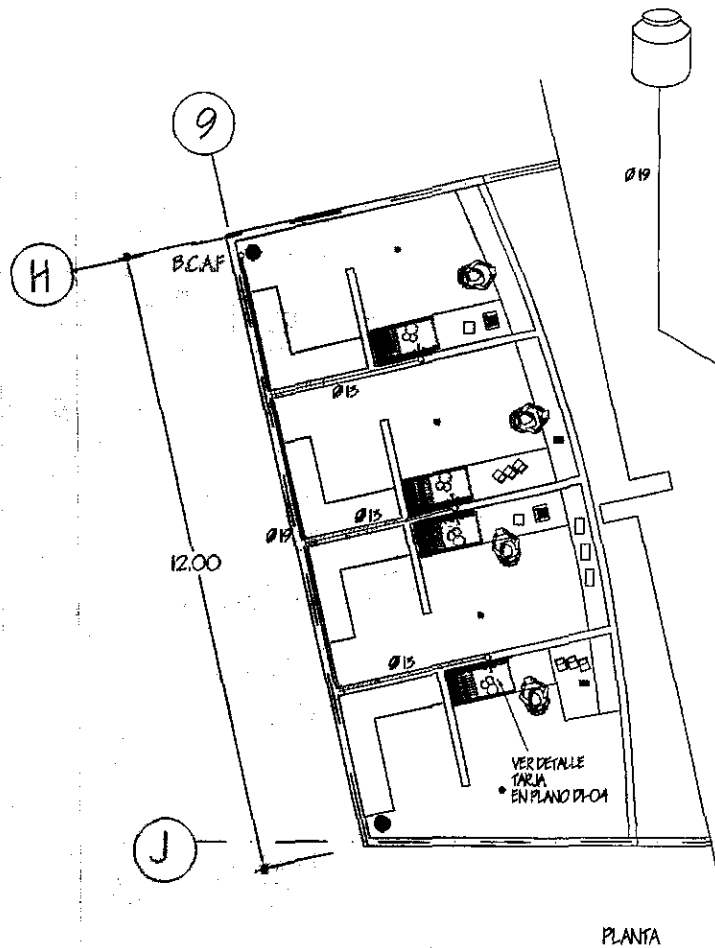 9
Ø19
H
B.C.A.F
Ø13
Ø13
Ø19
12.00
Ø13
VER DETALLE
TARJA
EN PLANO DI-04
J
PLANTA